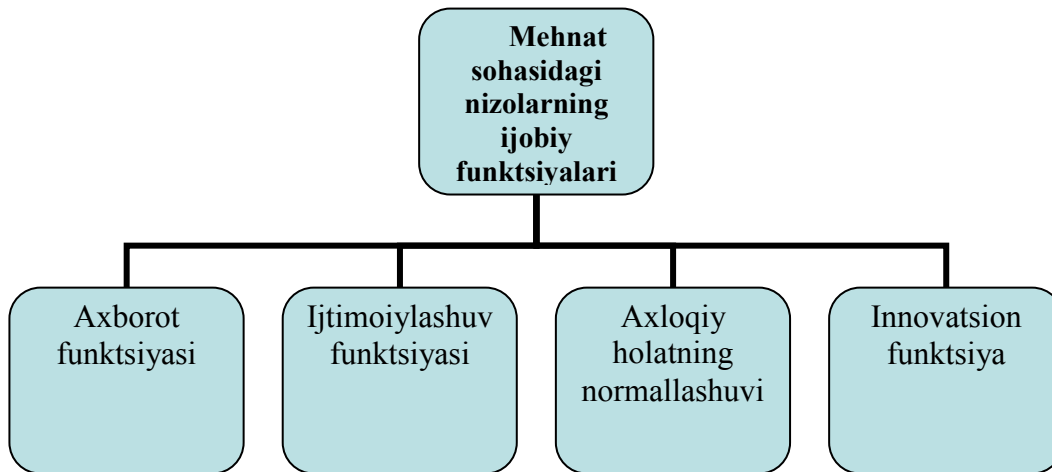 Mehnat
sohasidagi
nizolarning
ijobiy
funktsiyalari
Axborot
funktsiyasi
Ijtimoiylashuv
funktsiyasi
Axloqiy
holatning
normallashuvi
Innovatsion
funktsiya